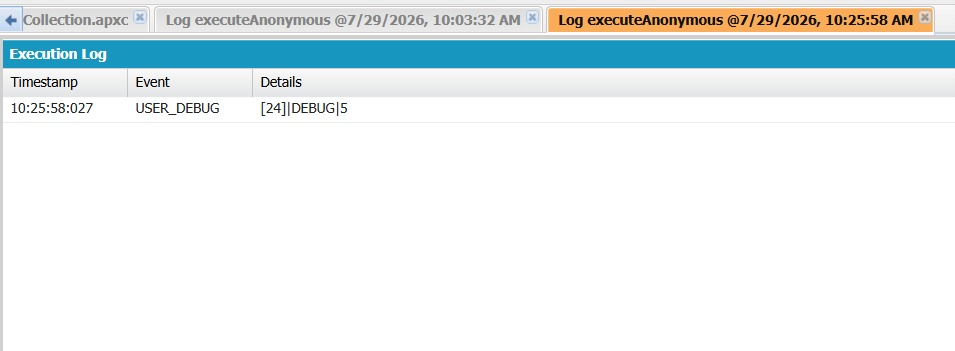 Collection.apxc Log executeAnonymous @7/29/2026, 10:03:32 AM Log executeAnonymous @7/29/2026, 10:25:58 AM
Execution Log
Timestamp Event Details
10:25:58:027 USER_DEBUG [24]|DEBUG|5